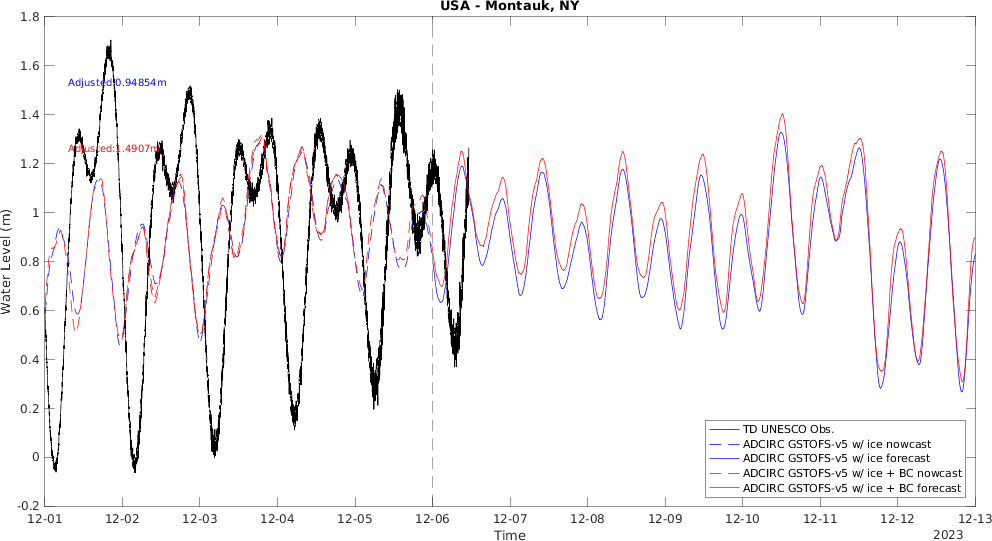 USA - Montauk, NY
1.8
1.6
1.4
1.2
1
0.8
0.6
0.4
0.2
0
-0.2
Water Level (m)
Adjusted:0.94854m
Adjusted:1.4907m
TD UNESCO Obs.
ADCIRC GSTOFS-v5 w/ ice nowcast
ADCIRC GSTOFS-v5 w/ ice forecast
ADCIRC GSTOFS-v5 w/ ice + BC nowcast
ADCIRC GSTOFS-v5 w/ ice + BC forecast
12-01 12-02 12-03 12-04 12-05 12-06 12-07 12-08 12-09 12-10 12-11 12-12 12-13
Time
2023